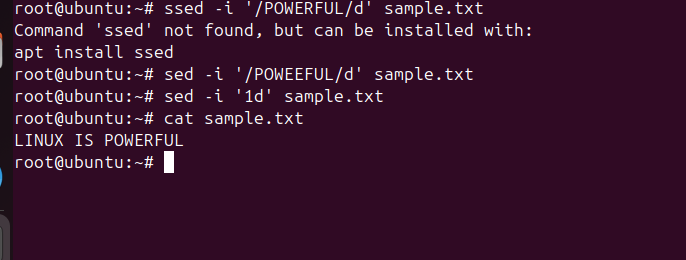 root@ubuntu:~# ssed -i '/POWERFUL/d' sample.txt
Command 'ssed' not found, but can be installed with:
apt install ssed
root@ubuntu:~# sed -i '/POWEEFUL/d' sample.txt
root@ubuntu:~# sed -i '1d' sample.txt
root@ubuntu:~# cat sample.txt
LINUX IS POWERFUL
root@ubuntu:~#